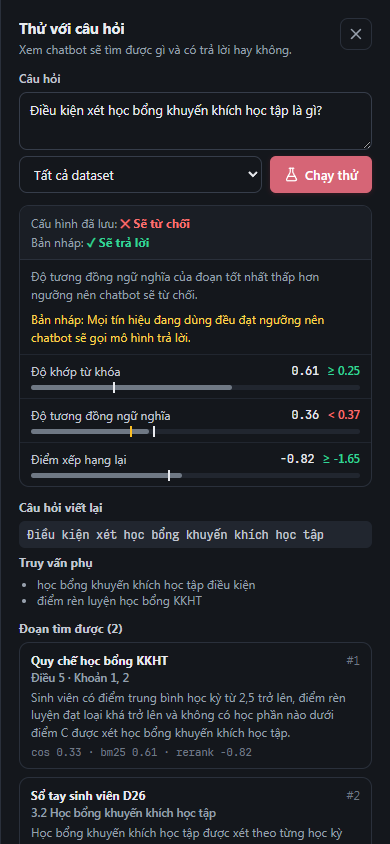 Thử với câu hỏi
Xem chatbot sẽ tìm được gì và có trả lời hay không.
Câu hỏi
Điều kiện xét học bổng khuyến khích học tập là gì?
Tất cả dataset
Chạy thử
Cấu hình đã lưu: ❌ Sẽ từ chối
Bản nháp: ✓ Sẽ trả lời
Độ tương đồng ngữ nghĩa của đoạn tốt nhất thấp hơn
ngưỡng nên chatbot sẽ từ chối.
Bản nháp: Mọi tín hiệu đang dùng đều đạt ngưỡng nên
chatbot sẽ gọi mô hình trả lời.
Độ khớp từ khóa 0.61 ≥ 0.25
Độ tương đồng ngữ nghĩa 0.36 < 0.37
Điểm xếp hạng lại -0.82 ≥ -1.65
Câu hỏi viết lại
Điều kiện xét học bổng khuyến khích học tập
Truy vấn phụ
• học bổng khuyến khích học tập điều kiện
• điểm rèn luyện học bổng KKHT
Đoạn tìm được (2)
Quy chế học bổng KKHT #1
Điều 5 · Khoản 1, 2
Sinh viên có điểm trung bình học kỳ từ 2,5 trở lên, điểm rèn
luyện đạt loại khá trở lên và không có học phần nào dưới
điểm C được xét học bổng khuyến khích học tập.
cos 0.33 · bm25 0.61 · rerank -0.82
Sổ tay sinh viên D26 #2
3.2 Học bổng khuyến khích học tập
Học bổng khuyến khích học tập được xét theo từng học kỳ